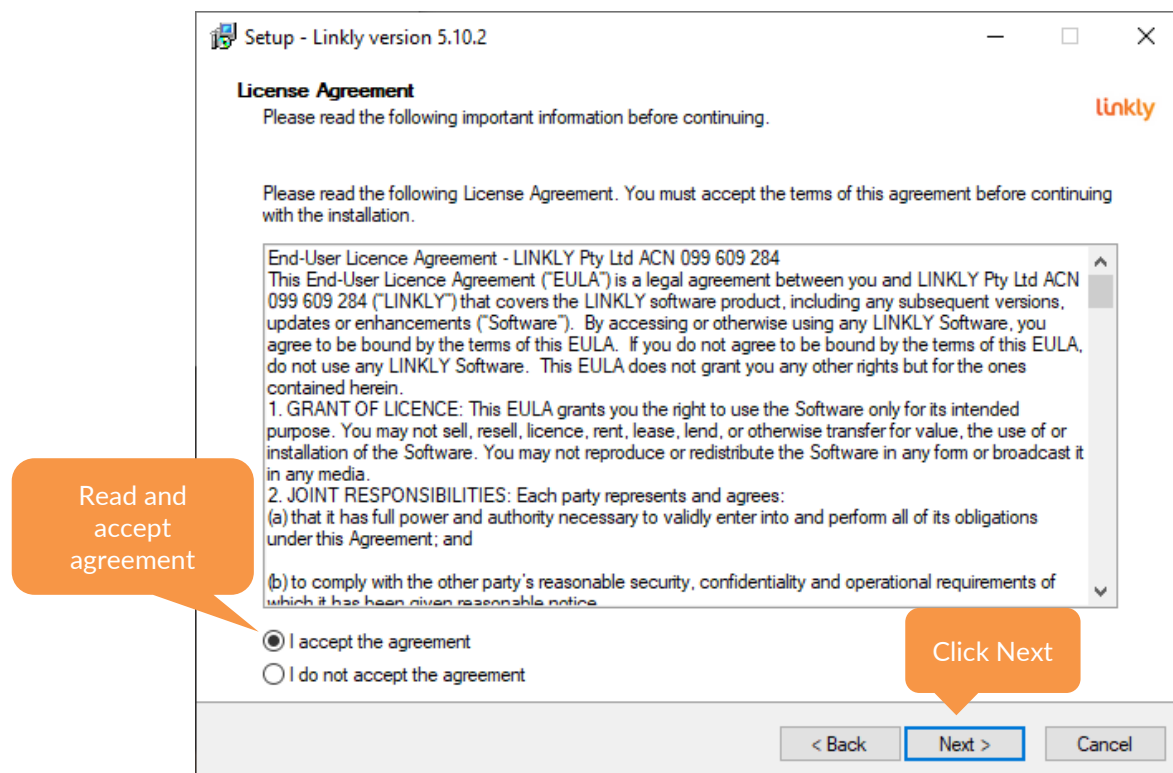 Setup - Linkly version 5.10.2
License Agreement
Please read the following important information before continuing.
linkly
Please read the following License Agreement. You must accept the terms of this agreement before continuing
with the installation.
End-User Licence Agreement - LINKLY Pty Ltd ACN 099 609 284
This End-User Licence Agreement ("EULA") is a legal agreement between you and LINKLY Pty Ltd ACN
099 609 284 ("LINKLY") that covers the LINKLY software product, including any subsequent versions,
updates or enhancements ("Software").  By accessing or otherwise using any LINKLY Software, you
agree to be bound by the terms of this EULA.  If you do not agree to be bound by the terms of this EULA,
do not use any LINKLY Software.  This EULA does not grant you any other rights but for the ones
contained herein.
1. GRANT OF LICENCE: This EULA grants you the right to use the Software only for its intended
purpose. You may not sell, resell, licence, rent, lease, lend, or otherwise transfer for value, the use of or
installation of the Software. You may not reproduce or redistribute the Software in any form or broadcast it
in any media.
2. JOINT RESPONSIBILITIES: Each party represents and agrees:
(a) that it has full power and authority necessary to validly enter into and perform all of its obligations
under this Agreement; and
(b) to comply with the other party's reasonable security, confidentiality and operational requirements of
which it has been given reasonable notice
Read and
accept
agreement
I accept the agreement
I do not accept the agreement
Click Next
< Back
Next >
Cancel